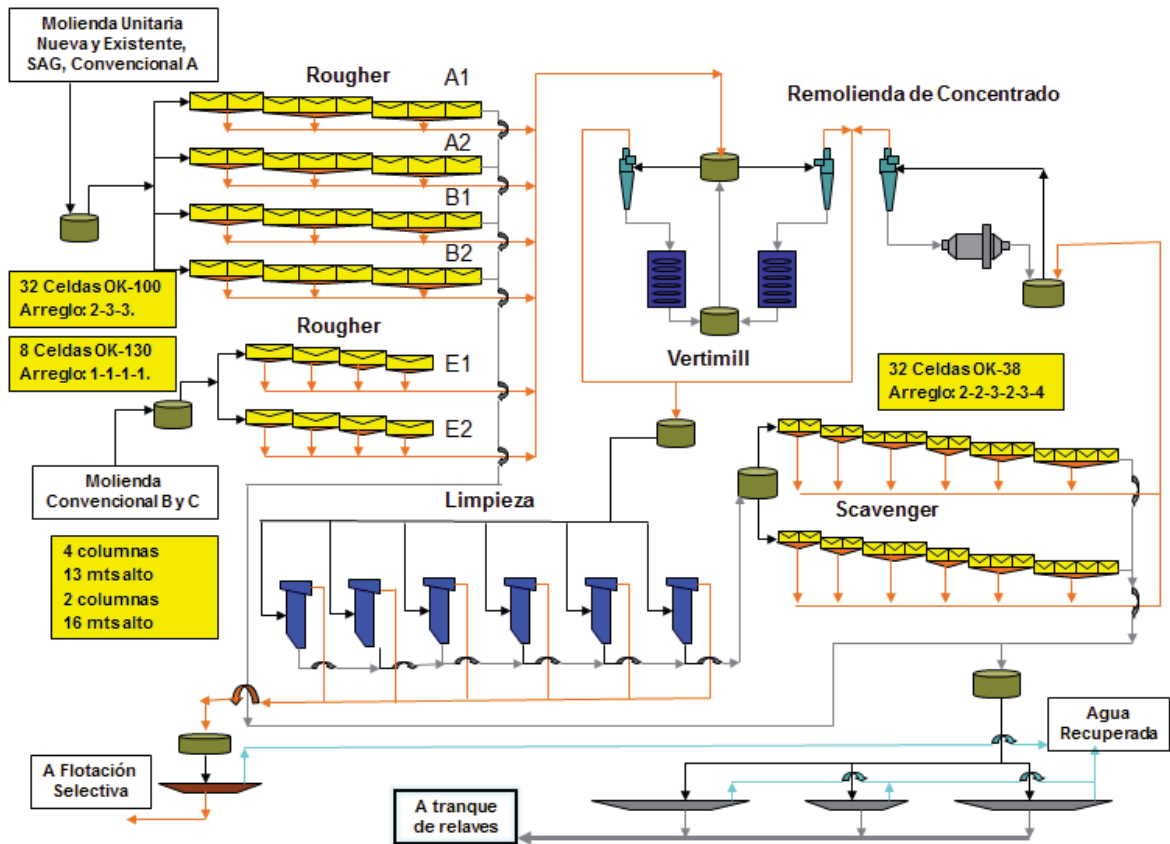 Molienda Unitaria
Nueva y Existente,
SAG, Convencional A
Rougher
A1
A2
B1
B2
32 Celdas OK-100
Arreglo: 2-3-3.
8 Celdas OK-130
Arreglo: 1-1-1-1.
Rougher
E1
E2
Molienda
Convencional B y C
Remolienda de Concentrado
Vertimill
32 Celdas OK-38
Arreglo: 2-2-3-2-3-4
Scavenger
Limpieza
4 columnas
13 mts alto
2 columnas
16 mts alto
A Flotación
Selectiva
A tranque
de relaves
Agua
Recuperada